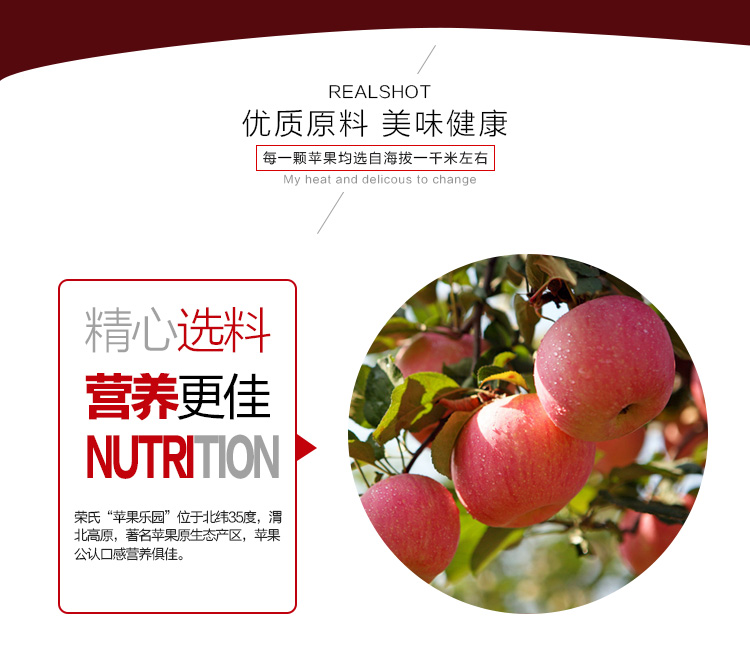 REALSHOT
优质原料 美味健康
每一颗苹果均选自海拔一千米左右
My heat and delicous to change
精心选料
营养更佳
NUTRITION
荣氏“苹果乐园”位于北纬35度，渭
北高原，著名苹果原生态产区，苹果
公认口感营养俱佳。